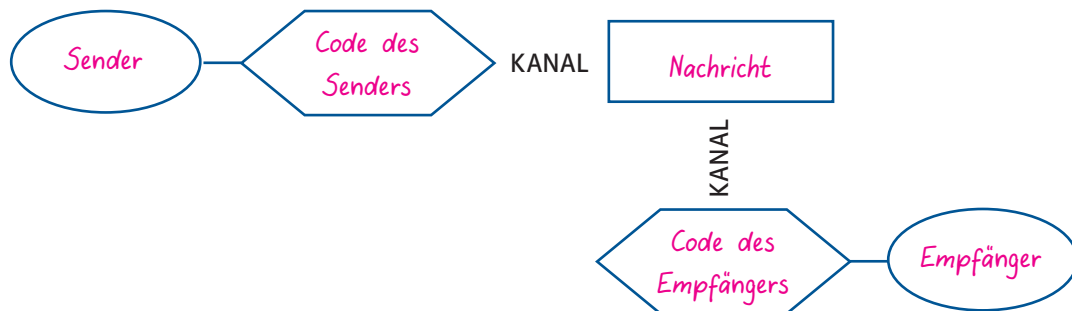 Sender
Code des
Senders
KANAL
Nachricht
KANAL
Code des
Empfängers
Empfänger